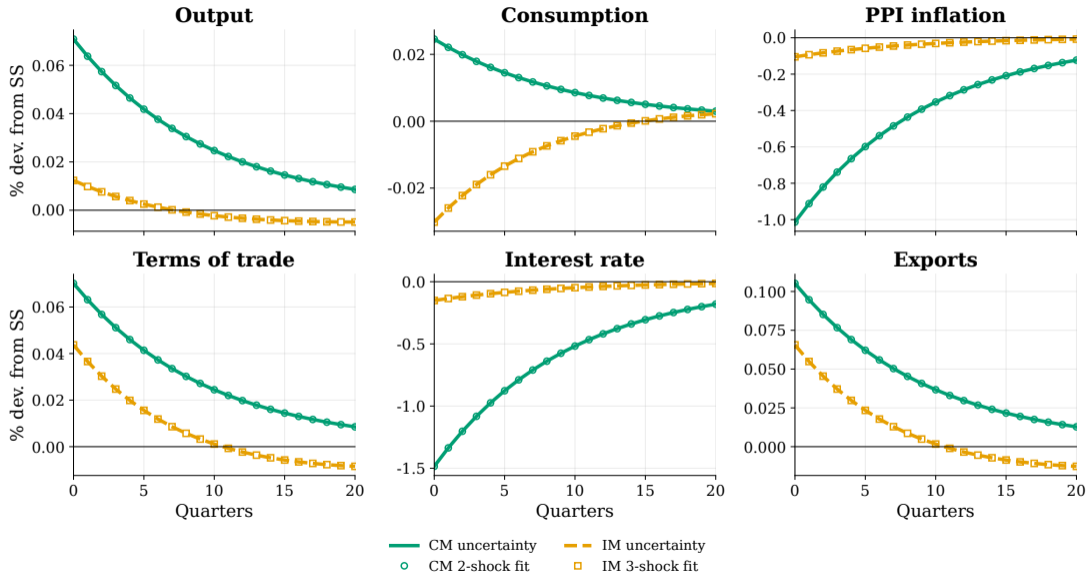 Output
Consumption
PPI inflation
% dev. from SS
0.06
0.04
0.02
0.00
0.02
0.00
-0.02
0.0
-0.2
-0.4
-0.6
-0.8
-1.0
Terms of trade
Interest rate
Exports
% dev. from SS
0.06
0.04
0.02
0.00
0.0
-0.5
-1.0
-1.5
0.100
0.075
0.050
0.025
0.000
0 5 10 15 20
0 5 10 15 20
0 5 10 15 20
Quarters
Quarters
Quarters
CM uncertainty
IM uncertainty
CM 2-shock fit
IM 3-shock fit